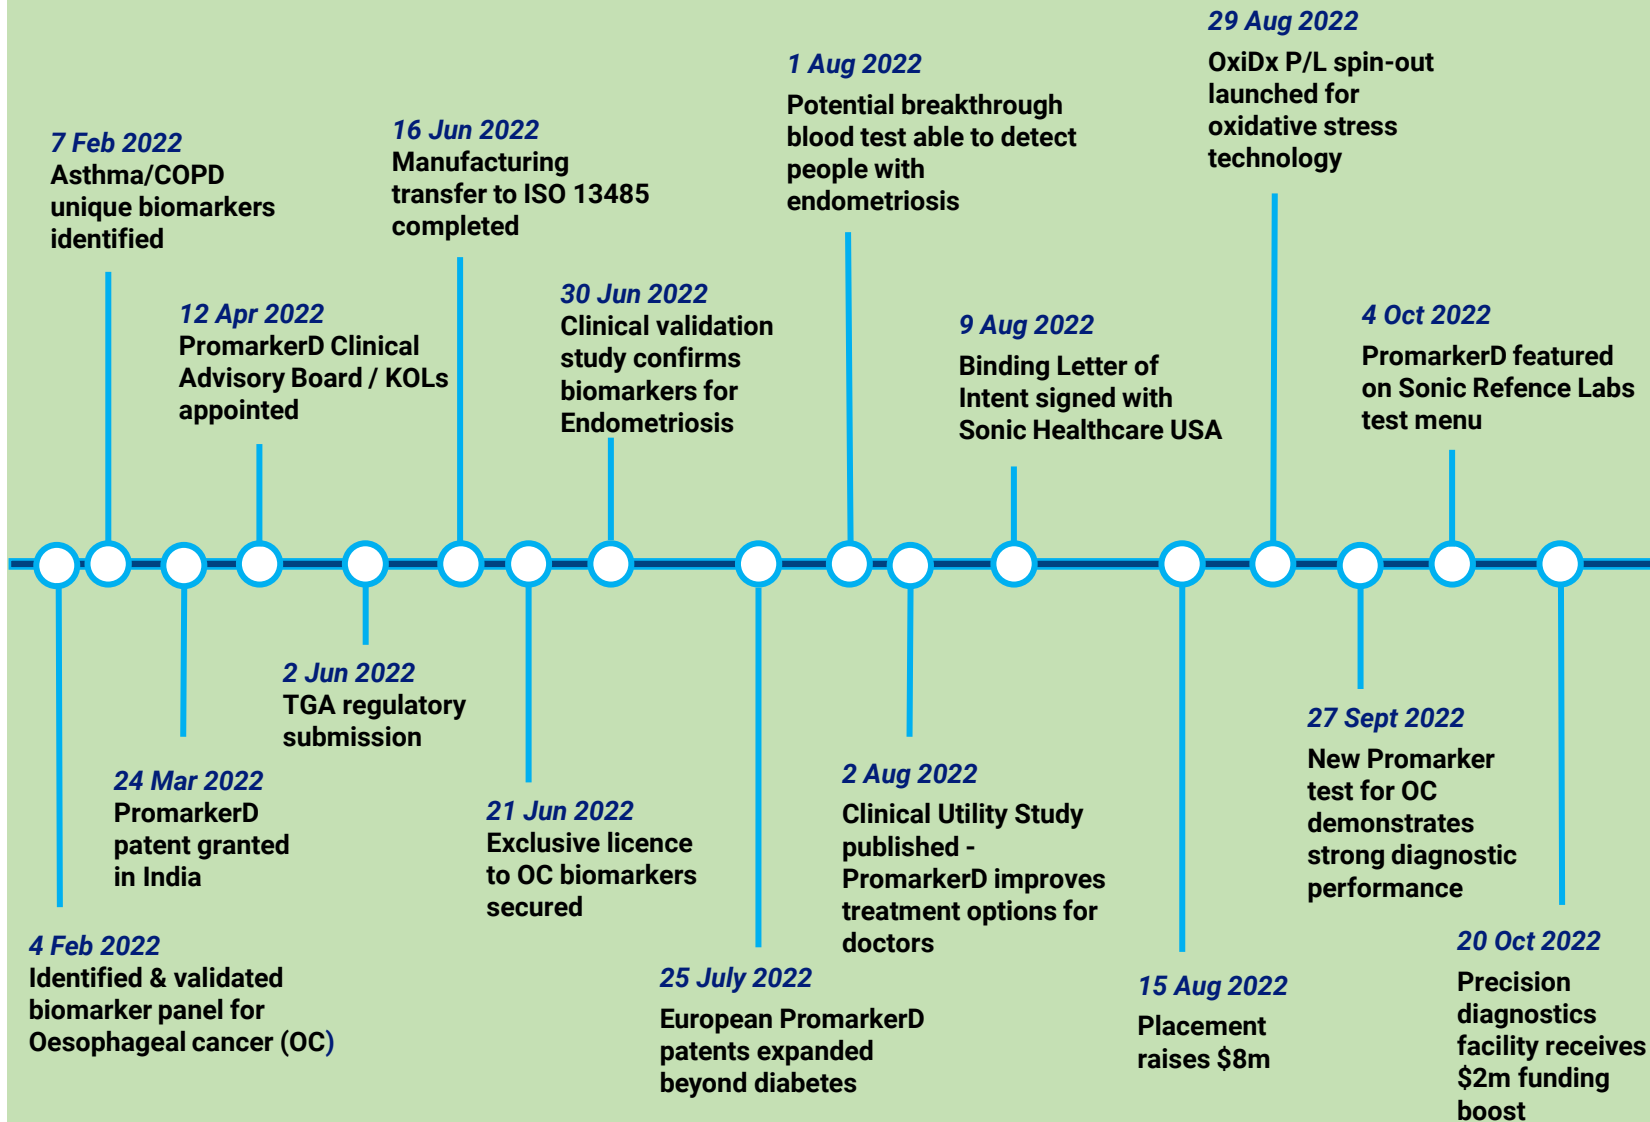 4 Feb 2022
Identified & validated
biomarker panel for
Oesophageal cancer (OC)
7 Feb 2022
Asthma/COPD
unique biomarkers
identified
24 Mar 2022
PromarkerD
patent granted
in India
12 Apr 2022
PromarkerD Clinical
Advisory Board / KOLs
appointed
2 Jun 2022
TGA regulatory
submission
16 Jun 2022
Manufacturing
transfer to ISO 13485
completed
21 Jun 2022
Exclusive licence
to OC biomarkers
secured
30 Jun 2022
Clinical validation
study confirms
biomarkers for
Endometriosis
25 July 2022
European PromarkerD
patents expanded
beyond diabetes
1 Aug 2022
Potential breakthrough
blood test able to detect
people with
endometriosis
2 Aug 2022
Clinical Utility Study
published -
PromarkerD improves
treatment options for
doctors
9 Aug 2022
Binding Letter of
Intent signed with
Sonic Healthcare USA
15 Aug 2022
Placement
raises $8m
29 Aug 2022
OxiDx P/L spin-out
launched for
oxidative stress
technology
27 Sept 2022
New Promarker
test for OC
demonstrates
strong diagnostic
performance
4 Oct 2022
PromarkerD featured
on Sonic Refence Labs
test menu
20 Oct 2022
Precision
diagnostics
facility receives
$2m funding
boost